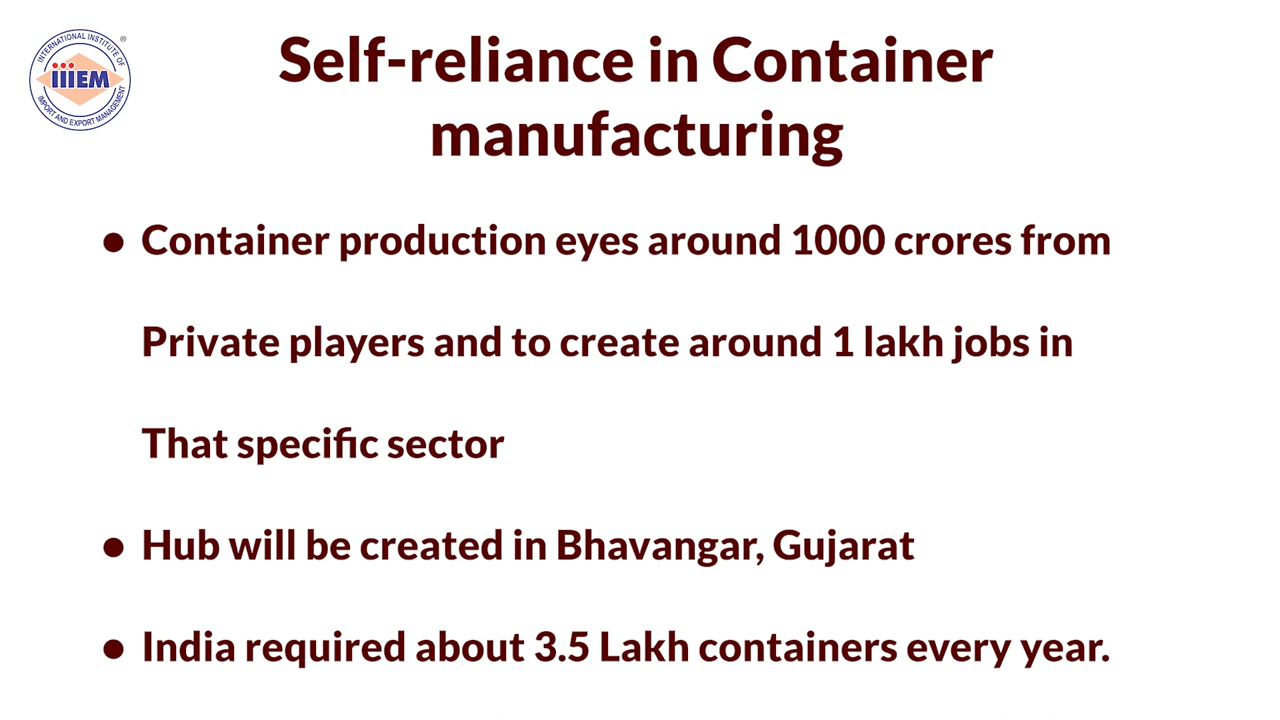 INTERNATIONAL INSTITUTE OF
®
iiiEM
IMPORT AND EXPORT MANAGEMENT
Self-reliance in Container
manufacturing
● Container production eyes around 1000 crores from
Private players and to create around 1 lakh jobs in
That specific sector
● Hub will be created in Bhavangar, Gujarat
● India required about 3.5 Lakh containers every year.